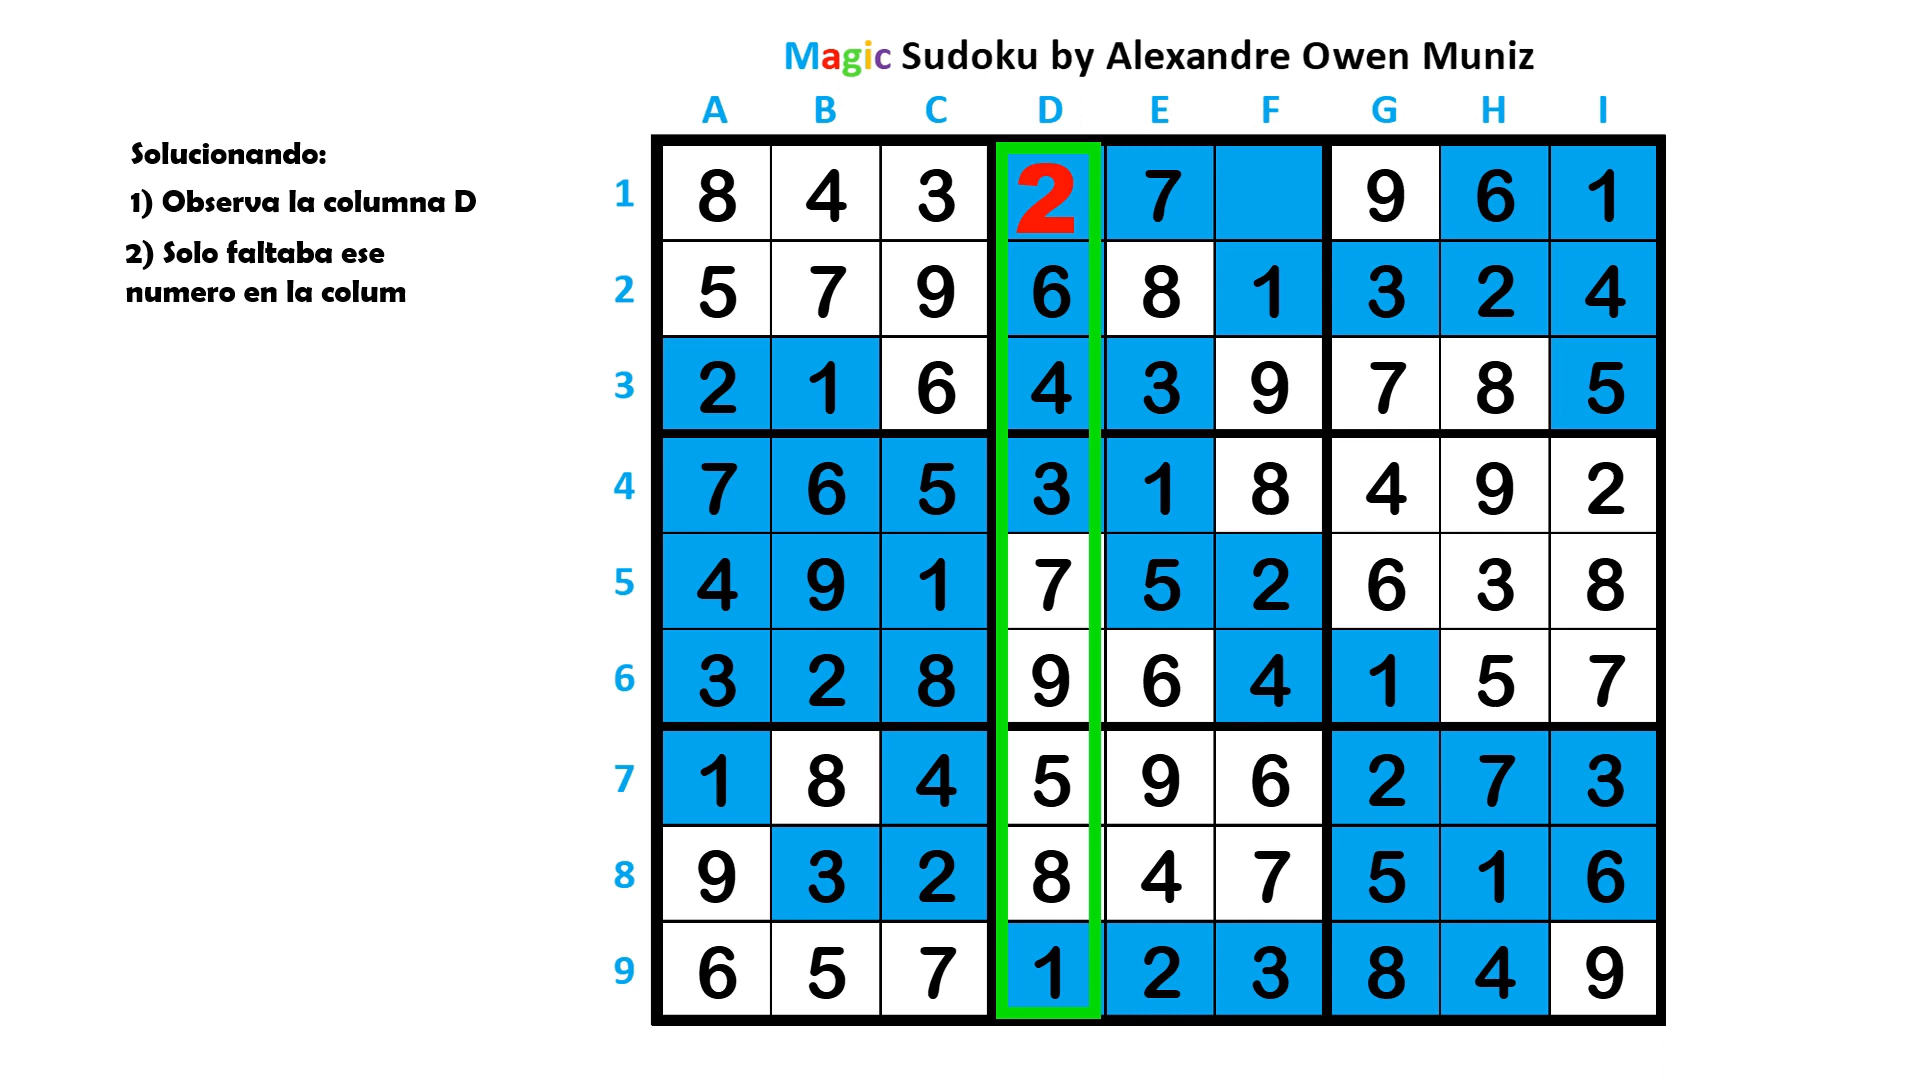 Magic Sudoku by Alexandre Owen Muniz
A B C D E F G H I
Solucionando:
1) Observa la columna D
2) Solo faltaba ese
numero en la colum
1 8 4 3 2 7 9 6 1
2 5 7 9 6 8 1 3 2 4
3 2 1 6 4 3 9 7 8 5
4 7 6 5 3 1 8 4 9 2
5 4 9 1 7 5 2 6 3 8
6 3 2 8 9 6 4 1 5 7
7 1 8 4 5 9 6 2 7 3
8 9 3 2 8 4 7 5 1 6
9 6 5 7 1 2 3 8 4 9